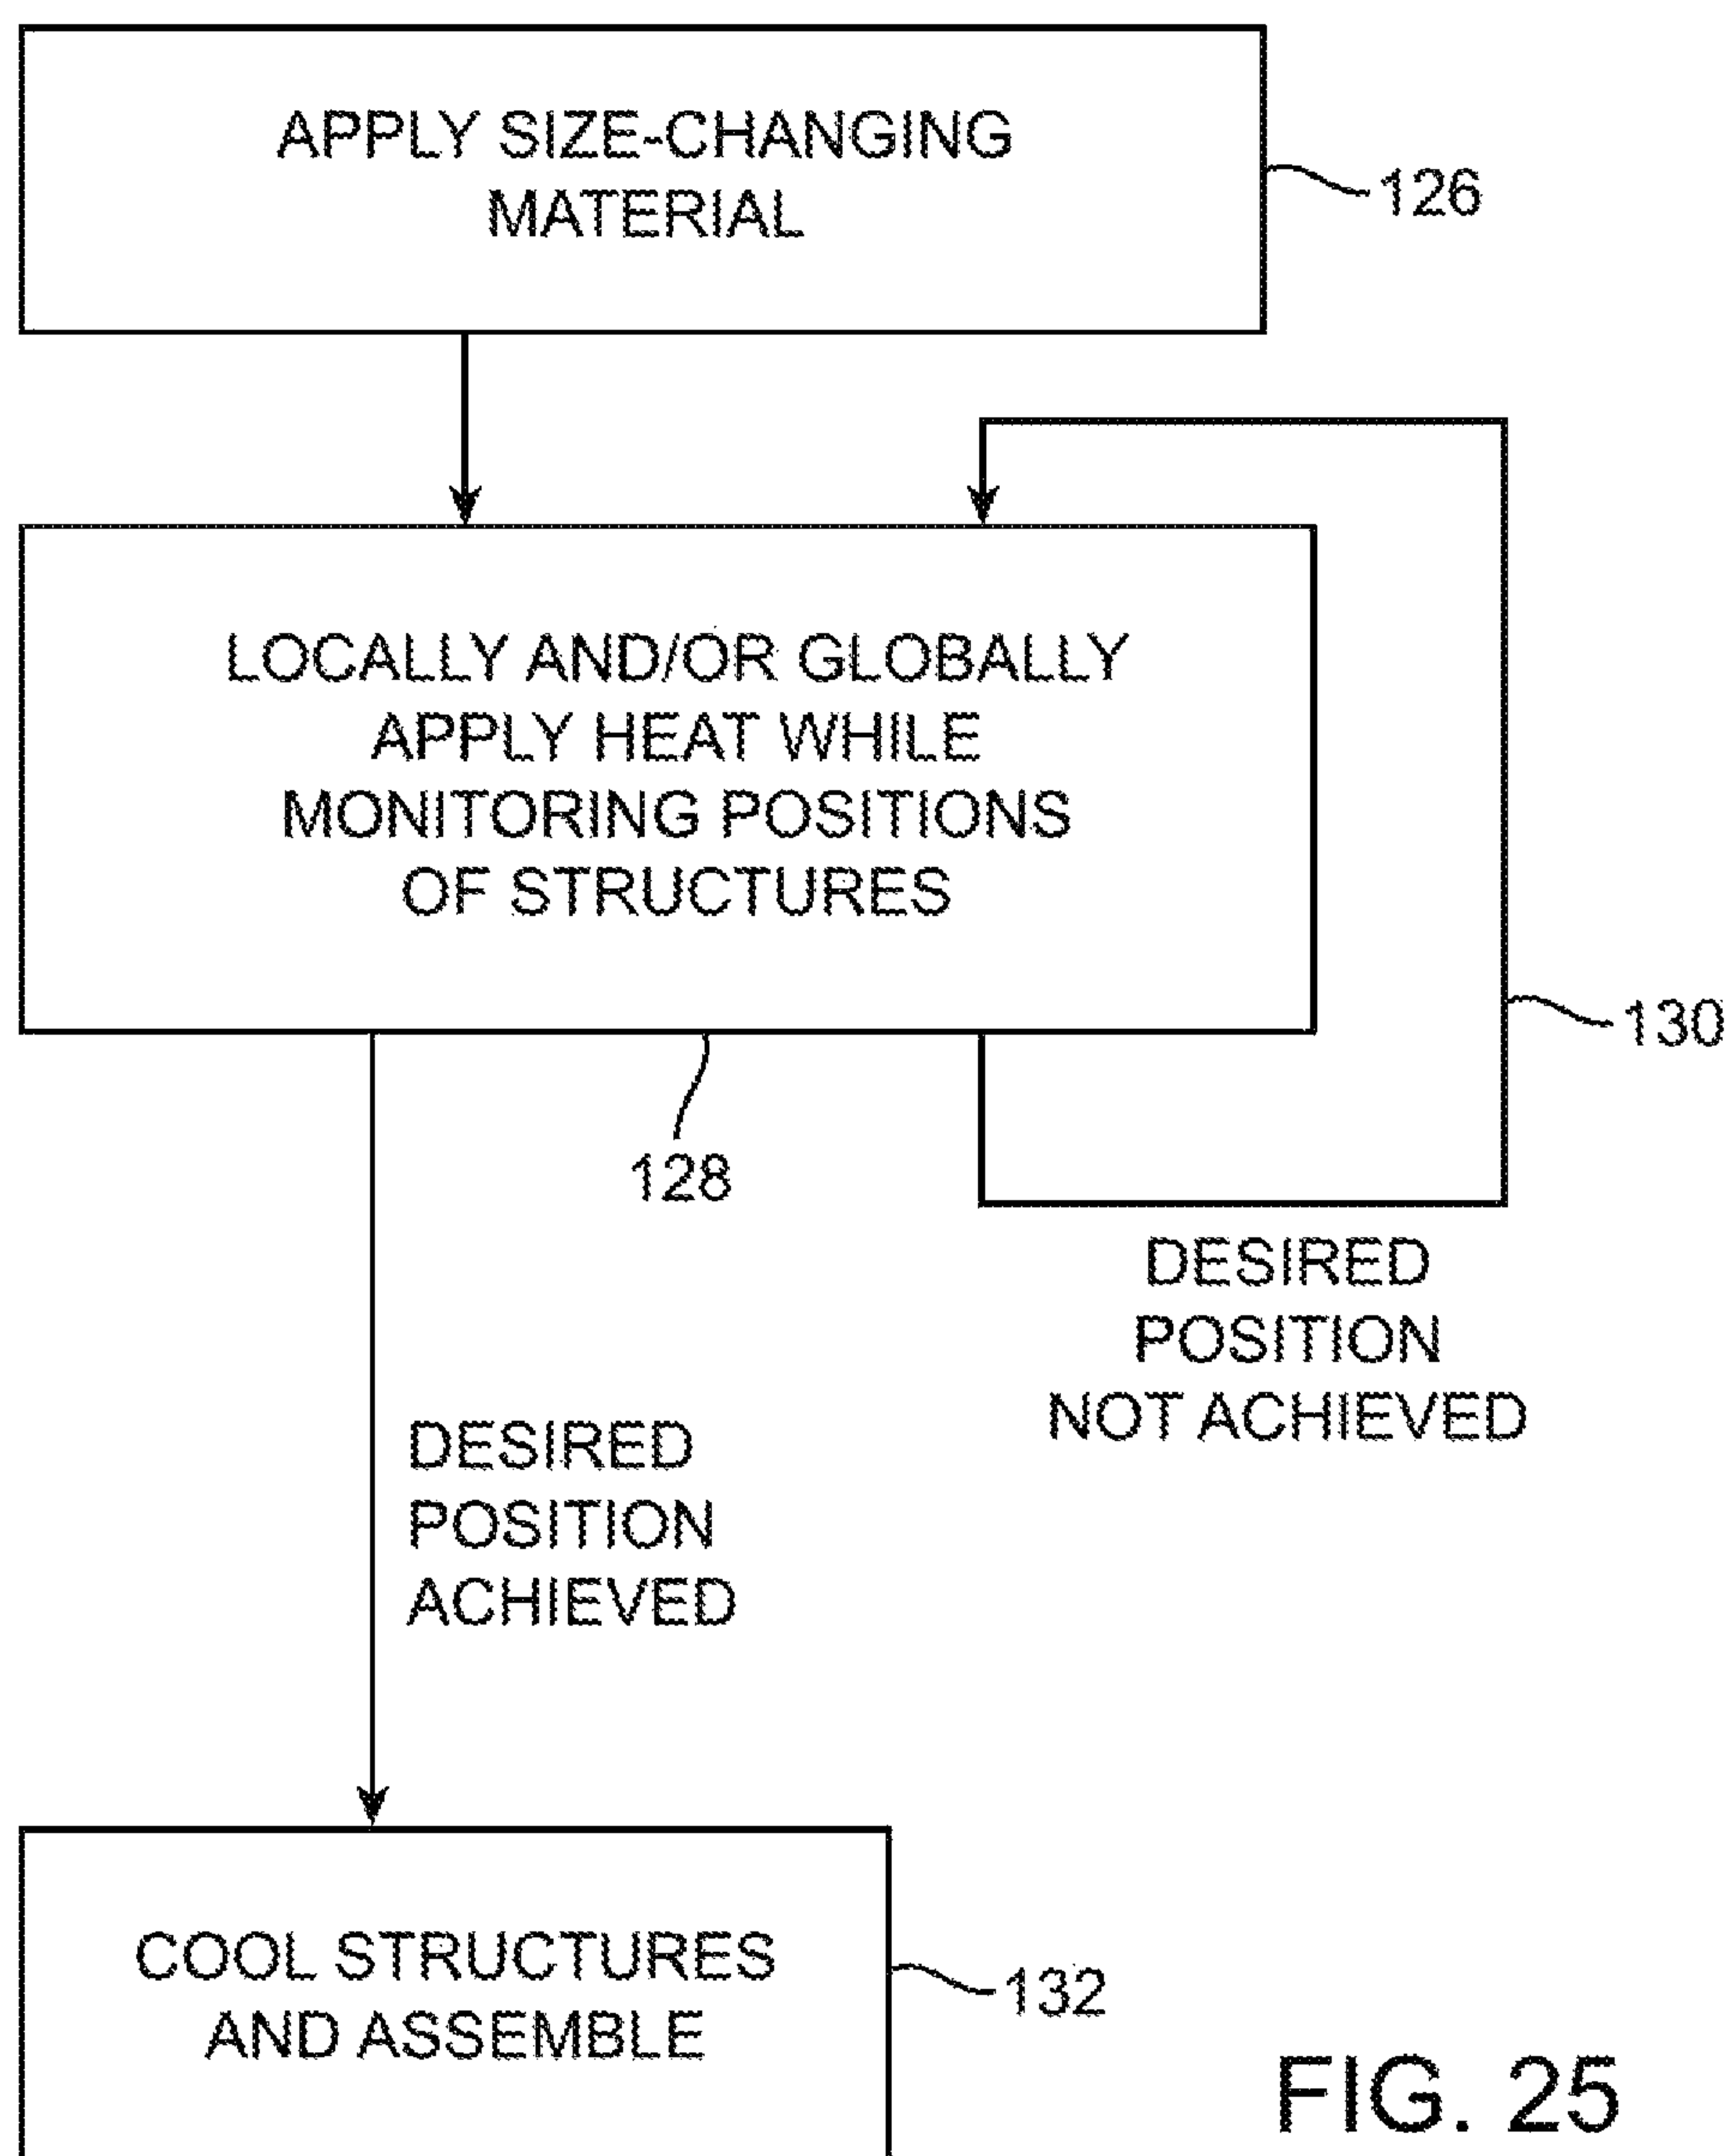 APPLY SIZE-CHANGING
MATERIAL
126
LOCALLY AND/OR GLOBALLY
APPLY HEAT WHILE
MONITORING POSITIONS
OF STRUCTURES
130
128
DESIRED
POSITION
NOT ACHIEVED
DESIRED
POSITION
ACHIEVED
COOL STRUCTURES
AND ASSEMBLE
132
FIG. 25